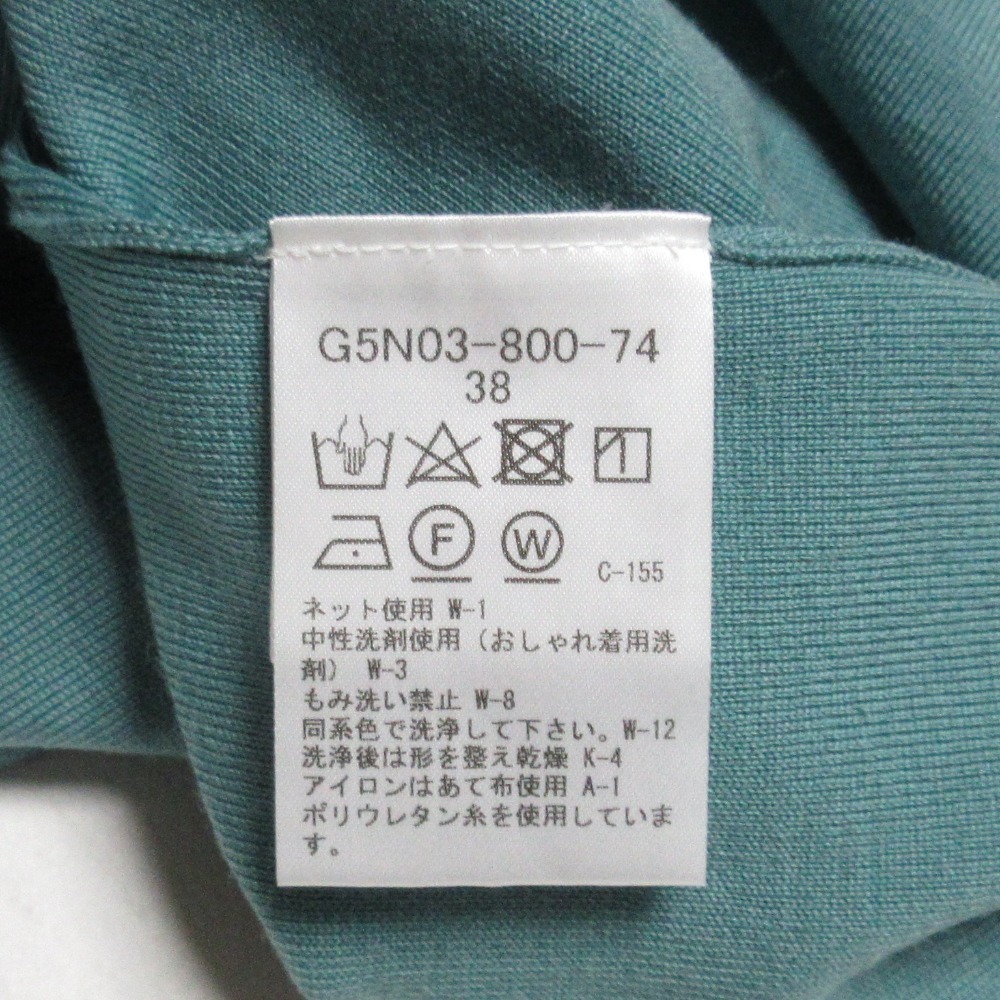 G5N03-800-74
38
F W C-155
ネット使用 W-1
中性洗剤使用（おしゃれ着用洗
剤） W-3
もみ洗い禁止 W-8
同系色で洗浄して下さい。W-12
洗浄後は形を整え乾燥 K-4
アイロンはあて布使用 A-1
ポリウレタン糸を使用していま
す。